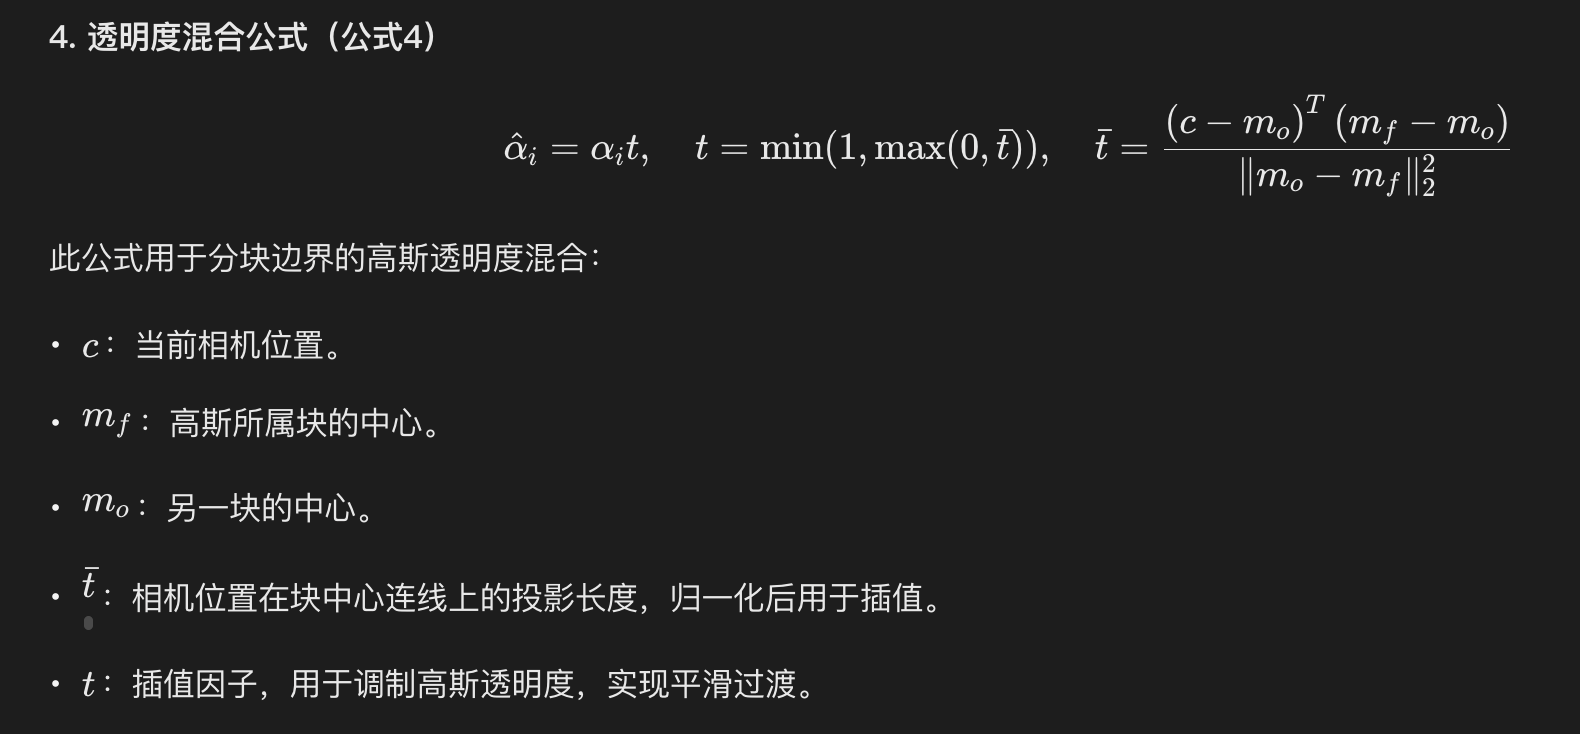 4. 透明度混合公式（公式4）
$\hat{\alpha}_i = \alpha_i t, \quad t = \min(1, \max(0, \bar{t})), \quad \bar{t} = \frac{(c - m_o)^T (m_f - m_o)}{\|m_o - m_f\|_2^2}$
此公式用于分块边界的高斯透明度混合：
• $c$：当前相机位置。
• $m_f$：高斯所属块的中心。
• $m_o$：另一块的中心。
• $\bar{t}$：相机位置在块中心连线上的投影长度，归一化后用于插值。
• $t$：插值因子，用于调制高斯透明度，实现平滑过渡。